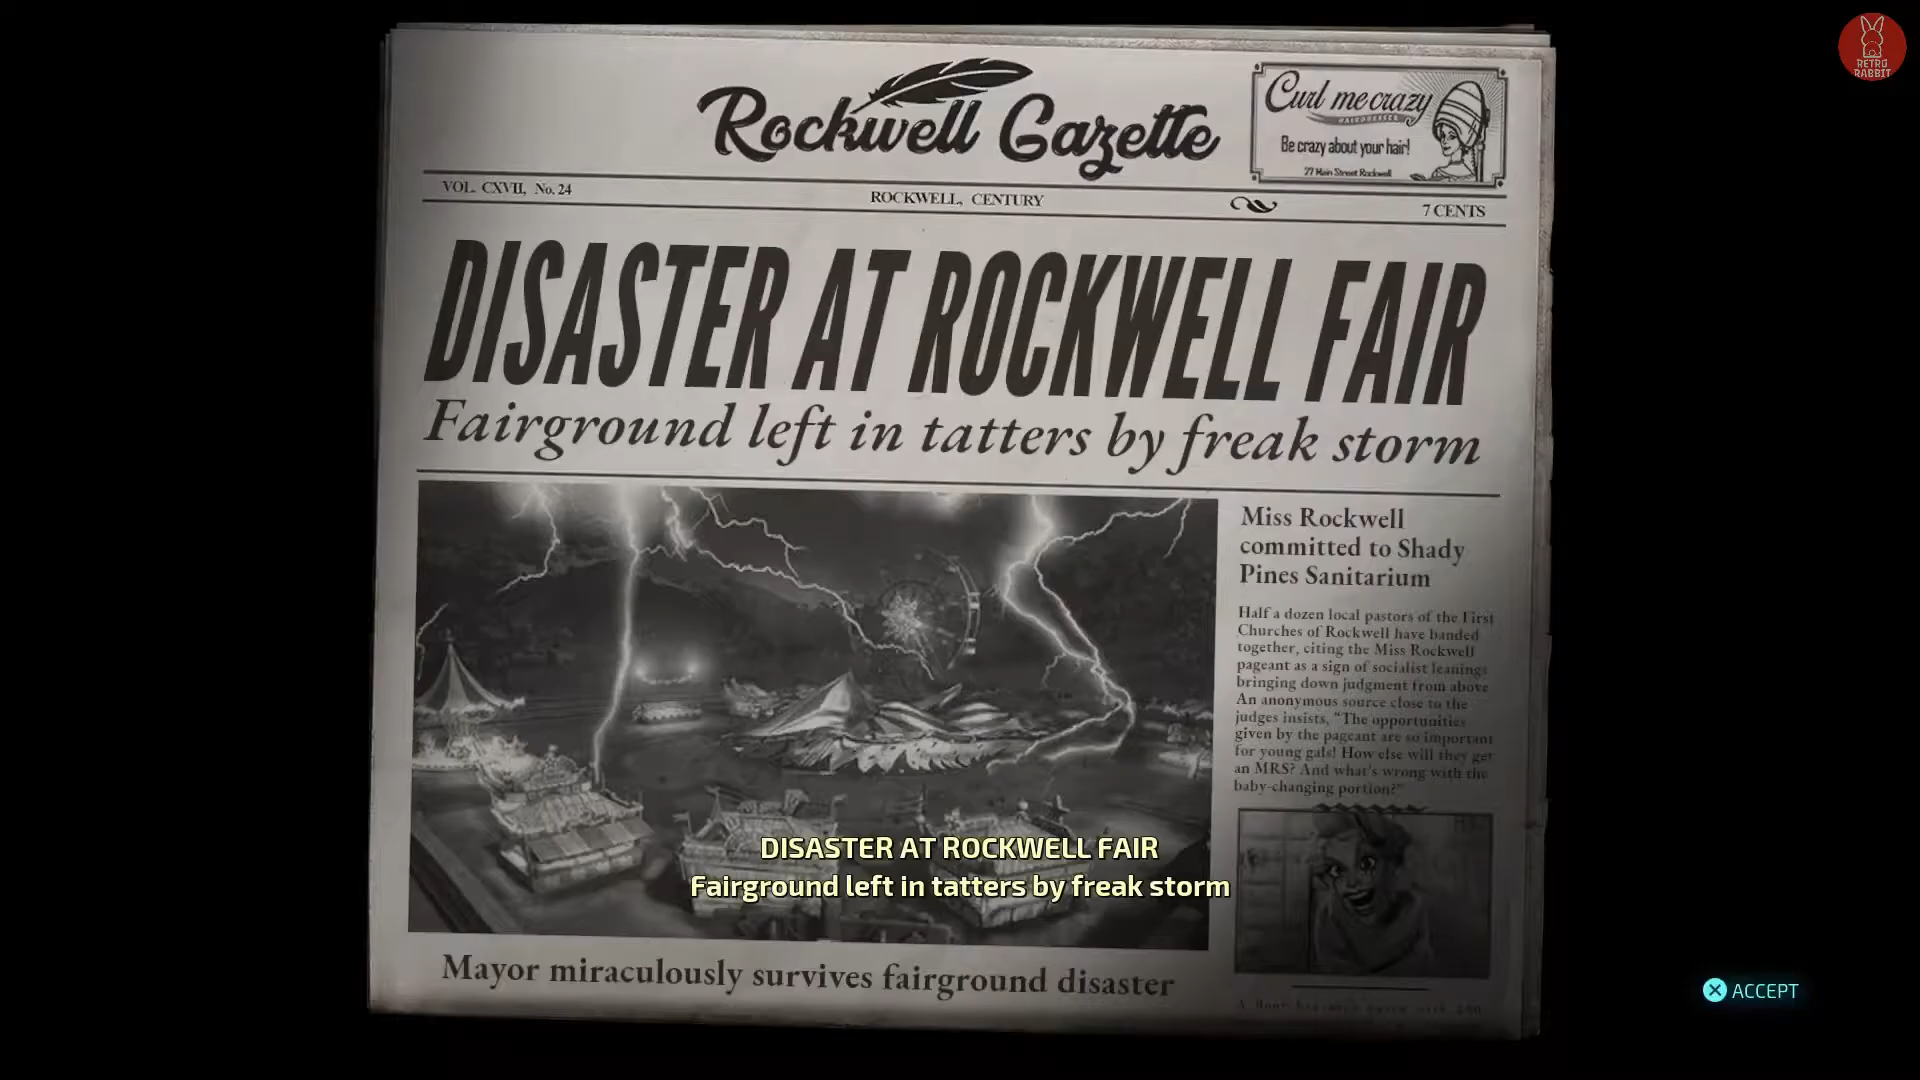 RETRO
RABBIT
Rockwell Gazette
Curl me crazy
HAIRDRESSER
Be crazy about your hair!
77 Main Street Rockwell
VOL. CXVII, No. 24
ROCKWELL, CENTURY
7 CENTS
DISASTER AT ROCKWELL FAIR
Fairground left in tatters by freak storm
Miss Rockwell
committed to Shady
Pines Sanitarium
Half a dozen local pastors of the First
Churches of Rockwell have banded
together, citing the Miss Rockwell
pageant as a sign of socialist leanings
bringing down judgment from above
An anonymous source close to the
judges insists, "The opportunities
given by the pageant are so important
for young gals! How else will they get
an MRS? And what's wrong with the
baby-changing portion?"
DISASTER AT ROCKWELL FAIR
Fairground left in tatters by freak storm
Mayor miraculously survives fairground disaster
ACCEPT